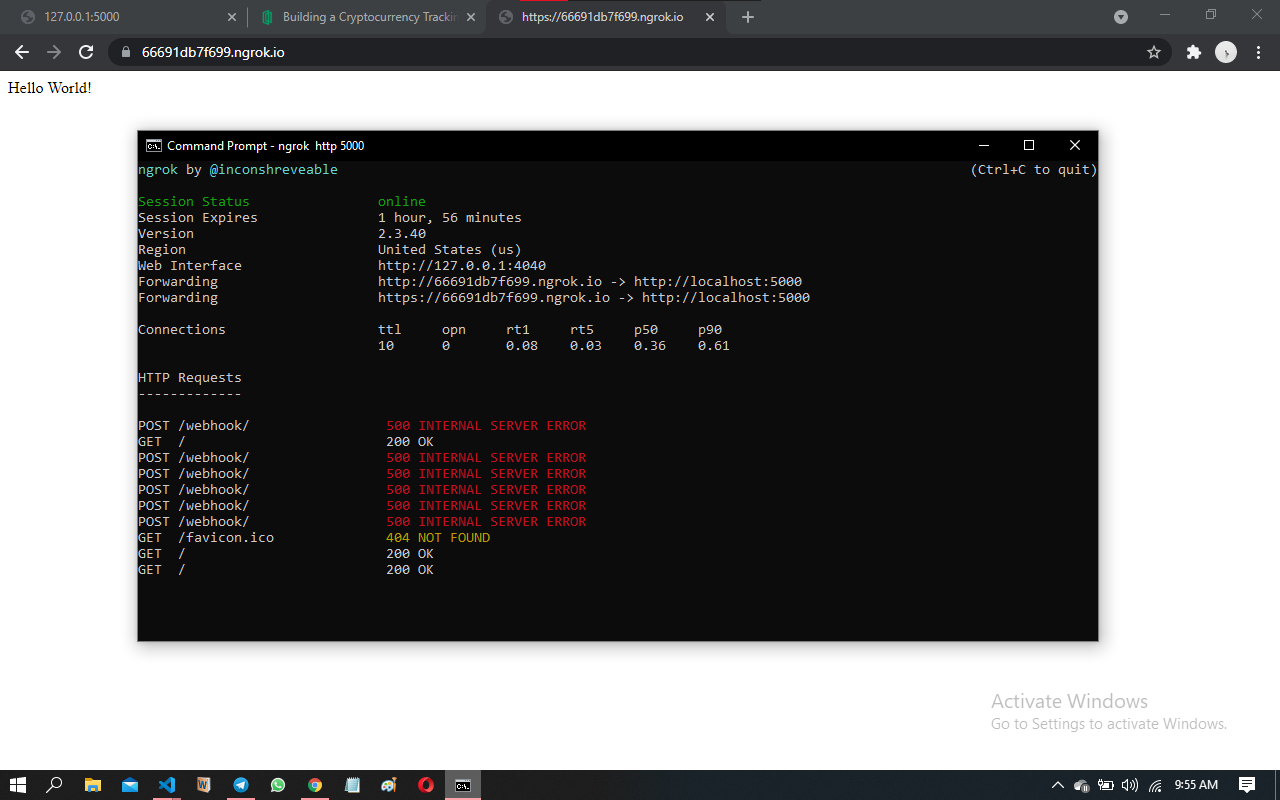 127.0.0.1:5000
Building a Cryptocurrency Trackin
https://66691db7f699.ngrok.io
66691db7f699.ngrok.io
Hello World!
Command Prompt - ngrok http 5000
ngrok by @inconshreveable (Ctrl+C to quit)
Session Status online
Session Expires 1 hour, 56 minutes
Version 2.3.40
Region United States (us)
Web Interface http://127.0.0.1:4040
Forwarding http://66691db7f699.ngrok.io -> http://localhost:5000
Forwarding https://66691db7f699.ngrok.io -> http://localhost:5000
Connections ttl opn rt1 rt5 p50 p90
10 0 0.08 0.03 0.36 0.61
HTTP Requests
-------------
POST /webhook/ 500 INTERNAL SERVER ERROR
GET / 200 OK
POST /webhook/ 500 INTERNAL SERVER ERROR
POST /webhook/ 500 INTERNAL SERVER ERROR
POST /webhook/ 500 INTERNAL SERVER ERROR
POST /webhook/ 500 INTERNAL SERVER ERROR
POST /webhook/ 500 INTERNAL SERVER ERROR
GET /favicon.ico 404 NOT FOUND
GET / 200 OK
GET / 200 OK
Activate Windows
Go to Settings to activate Windows.
9:55 AM